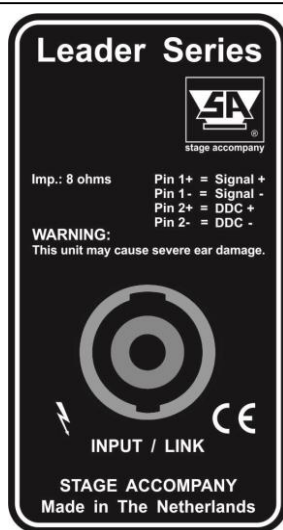 Leader Series
SA
®
stage accompany
Imp.: 8 ohms
Pin 1+ = Signal +
Pin 1- = Signal -
Pin 2+ = DDC +
Pin 2- = DDC -
WARNING:
This unit may cause severe ear damage.
CE
INPUT / LINK
STAGE ACCOMPANY
Made in The Netherlands